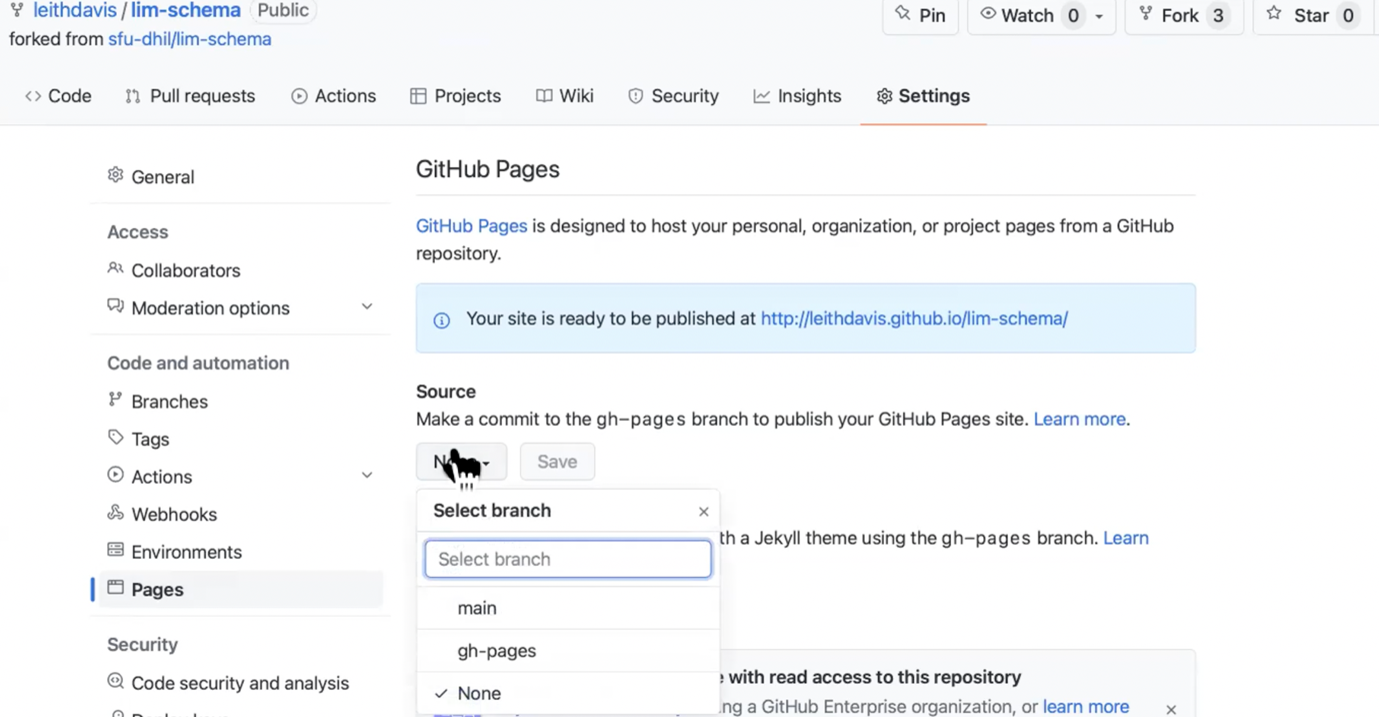 leithdavis / lim-schema Public
Pin Watch 0 Fork 3 Star 0
forked from sfu-dhil/lim-schema
Code Pull requests Actions Projects Wiki Security Insights Settings
General
Access
Collaborators
Moderation options
Code and automation
Branches
Tags
Actions
Webhooks
Environments
Pages
Security
Code security and analysis
GitHub Pages
GitHub Pages is designed to host your personal, organization, or project pages from a GitHub
repository.
Your site is ready to be published at http://leithdavis.github.io/lim-schema/
Source
Make a commit to the gh-pages branch to publish your GitHub Pages site. Learn more.
Save
Select branch
Select branch
main
gh-pages
None
a Jekyll theme using the gh-pages branch. Learn
with read access to this repository
a GitHub Enterprise organization, or learn more